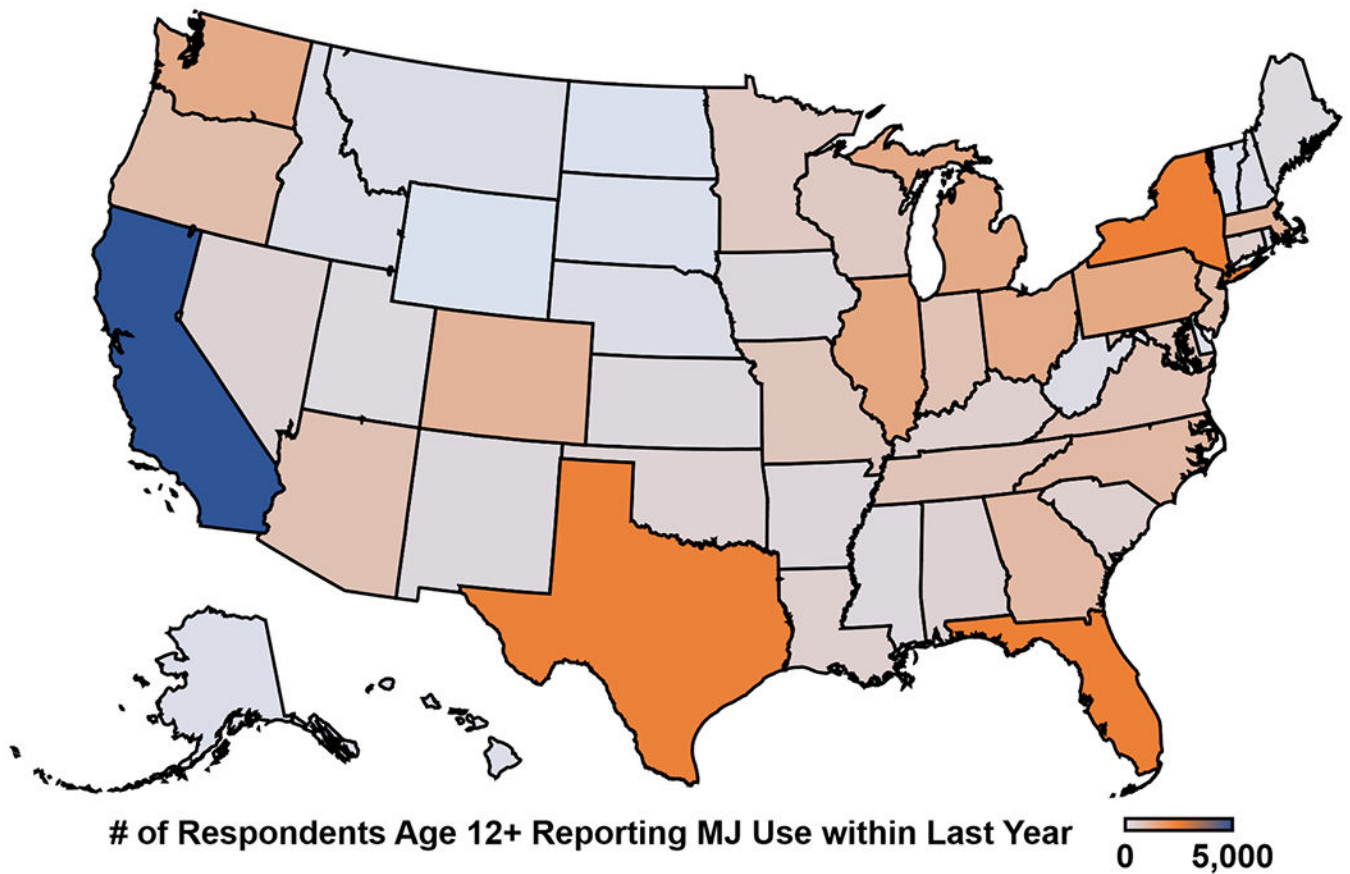 # of Respondents Age 12+ Reporting MJ Use within Last Year
0 5,000